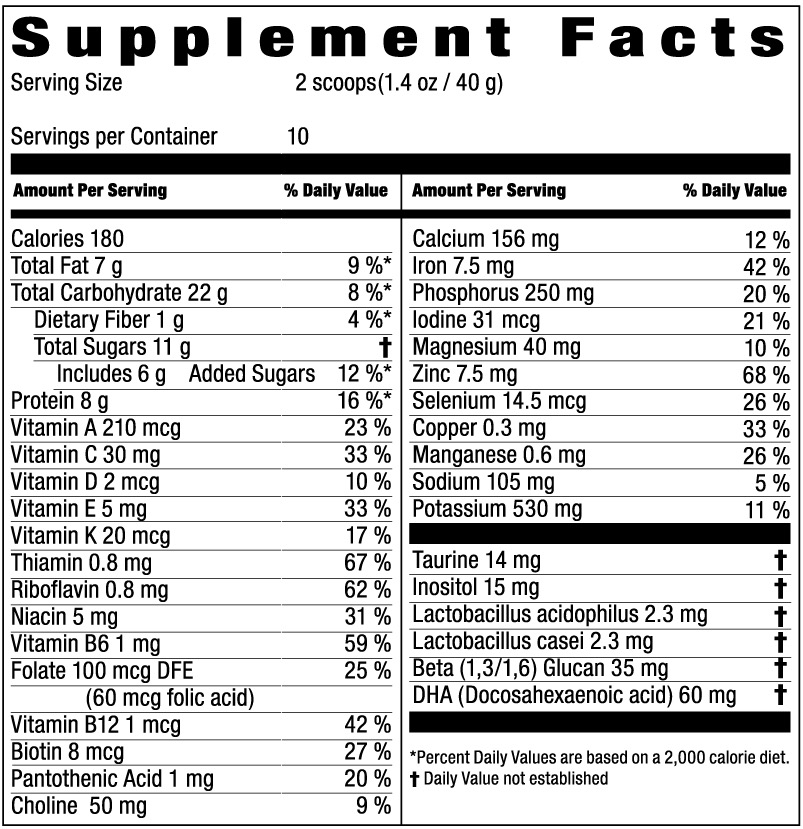 Supplement Facts
Serving Size 2 scoops(1.4 oz / 40 g)
Servings per Container 10
Amount Per Serving % Daily Value
Calories 180
Total Fat 7 g 9 %*
Total Carbohydrate 22 g 8 %*
Dietary Fiber 1 g 4 %*
Total Sugars 11 g †
Includes 6 g Added Sugars 12 %*
Protein 8 g 16 %*
Vitamin A 210 mcg 23 %
Vitamin C 30 mg 33 %
Vitamin D 2 mcg 10 %
Vitamin E 5 mg 33 %
Vitamin K 20 mcg 17 %
Thiamin 0.8 mg 67 %
Riboflavin 0.8 mg 62 %
Niacin 5 mg 31 %
Vitamin B6 1 mg 59 %
Folate 100 mcg DFE 25 %
(60 mcg folic acid)
Vitamin B12 1 mcg 42 %
Biotin 8 mcg 27 %
Pantothenic Acid 1 mg 20 %
Choline 50 mg 9 %
Amount Per Serving % Daily Value
Calcium 156 mg 12 %
Iron 7.5 mg 42 %
Phosphorus 250 mg 20 %
Iodine 31 mcg 21 %
Magnesium 40 mg 10 %
Zinc 7.5 mg 68 %
Selenium 14.5 mcg 26 %
Copper 0.3 mg 33 %
Manganese 0.6 mg 26 %
Sodium 105 mg 5 %
Potassium 530 mg 11 %
Taurine 14 mg †
Inositol 15 mg †
Lactobacillus acidophilus 2.3 mg †
Lactobacillus casei 2.3 mg †
Beta (1,3/1,6) Glucan 35 mg †
DHA (Docosahexaenoic acid) 60 mg †
*Percent Daily Values are based on a 2,000 calorie diet.
† Daily Value not established